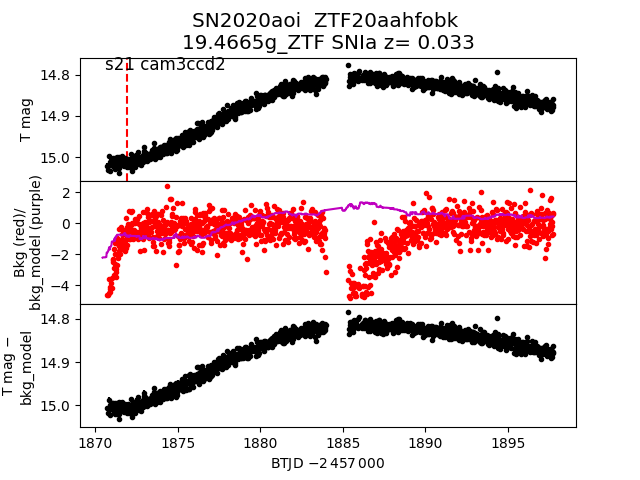 SN2020aoi  ZTF20aahfobk
19.4665g_ZTF SNIa z= 0.033
s21 cam3ccd2
14.8
14.9
15.0
T mag
2
0
−2
−4
Bkg (red)/
bkg_model (purple)
14.8
14.9
15.0
T mag −
bkg_model
1870 1875 1880 1885 1890 1895
BTJD −2 457 000